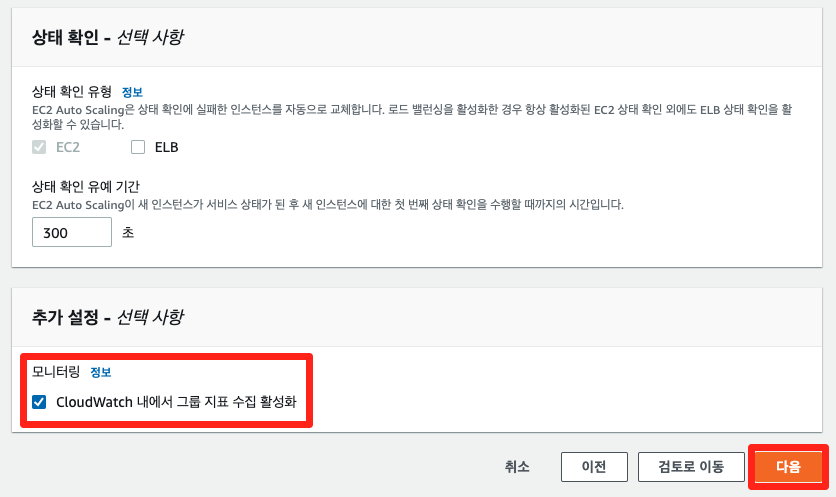 상태 확인 - 선택 사항
상태 확인 유형 정보
EC2 Auto Scaling은 상태 확인에 실패한 인스턴스를 자동으로 교체합니다. 로드 밸런싱을 활성화한 경우 항상 활성화된 EC2 상태 확인 외에도 ELB 상태 확인을 활
성화할 수 있습니다.
EC2 ELB
상태 확인 유예 기간
EC2 Auto Scaling이 새 인스턴스가 서비스 상태가 된 후 새 인스턴스에 대한 첫 번째 상태 확인을 수행할 때까지의 시간입니다.
300 초
추가 설정 - 선택 사항
모니터링 정보
CloudWatch 내에서 그룹 지표 수집 활성화
취소 이전 검토로 이동 다음